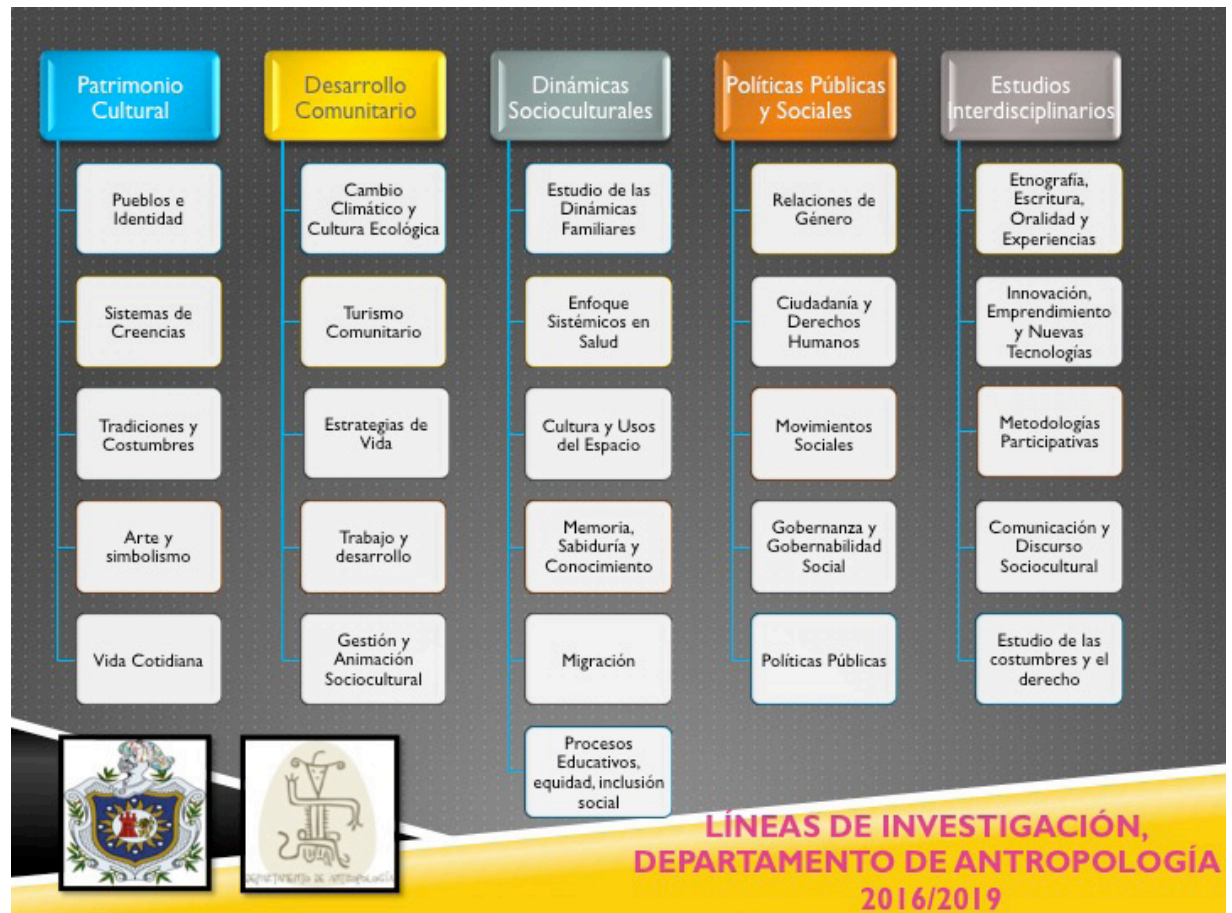 Patrimonio
Cultural
Pueblos e
Identidad
Sistemas de
Creencias
Tradiciones y
Costumbres
Arte y
simbolismo
Vida Cotidiana
Desarrollo
Comunitario
Cambio
Climático y
Cultura Ecológica
Turismo
Comunitario
Estrategias de
Vida
Trabajo y
desarrollo
Gestión y
Animación
Sociocultural
Dinámicas
Socioculturales
Estudio de las
Dinámicas
Familiares
Enfoque
Sistémicos en
Salud
Cultura y Usos
del Espacio
Memoria,
Sabiduría y
Conocimiento
Migración
Procesos
Educativos,
equidad, inclusión
social
Políticas Públicas
y Sociales
Relaciones de
Género
Ciudadanía y
Derechos
Humanos
Movimientos
Sociales
Gobernanza y
Gobernabilidad
Social
Políticas Públicas
Estudios
Interdisciplinarios
Etnografía,
Escritura,
Oralidad y
Experiencias
Innovación,
Emprendimiento
y Nuevas
Tecnologías
Metodologías
Participativas
Comunicación y
Discurso
Sociocultural
Estudio de las
costumbres y el
derecho
DEPARTAMENTO DE ANTROPOLOGÍA
LÍNEAS DE INVESTIGACIÓN,
DEPARTAMENTO DE ANTROPOLOGÍA
2016/2019